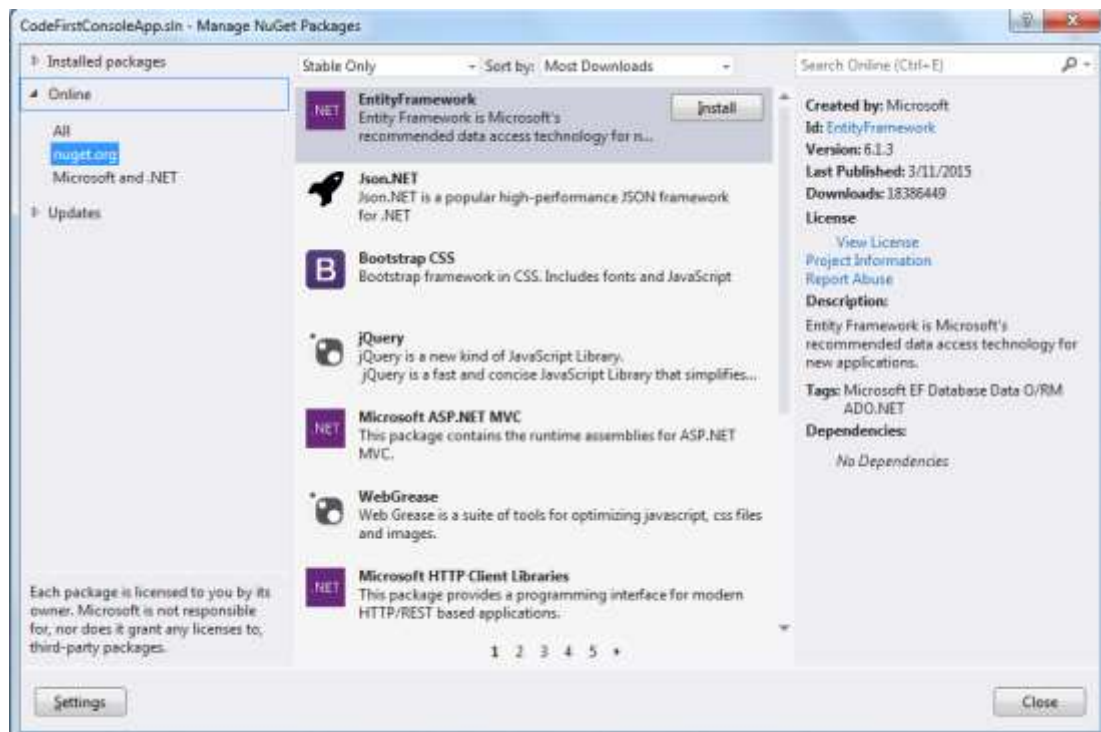 CodeFirstConsoleApp.sln - Manage NuGet Packages
Installed packages
Online
All
nuget.org
Microsoft and .NET
Updates
Each package is licensed to you by its
owner. Microsoft is not responsible
for, nor does it grant any licenses to,
third-party packages.
Stable Only
Sort by: Most Downloads
.NET
EntityFramework
Entity Framework is Microsoft's
recommended data access technology for n...
Install
Json.NET
Json.NET is a popular high-performance JSON framework
for .NET
B
Bootstrap CSS
Bootstrap framework in CSS. Includes fonts and JavaScript
jQuery
jQuery is a new kind of JavaScript Library.
jQuery is a fast and concise JavaScript Library that simplifies...
.NET
Microsoft ASP.NET MVC
This package contains the runtime assemblies for ASP.NET
MVC.
WebGrease
Web Grease is a suite of tools for optimizing javascript, css files
and images.
.NET
Microsoft HTTP Client Libraries
This package provides a programming interface for modern
HTTP/REST based applications.
1 2 3 4 5
Search Online (Ctrl+E)
Created by: Microsoft
Id: EntityFramework
Version: 6.1.3
Last Published: 3/11/2015
Downloads: 18386449
License
View License
Project Information
Report Abuse
Description:
Entity Framework is Microsoft's
recommended data access technology for
new applications.
Tags: Microsoft EF Database Data O/RM
ADO.NET
Dependencies:
No Dependencies
Settings
Close